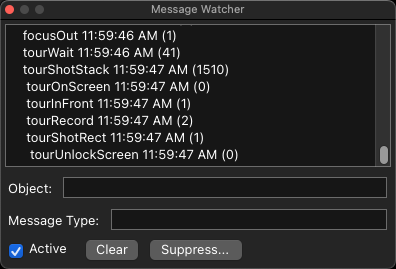 Message Watcher
focusOut 11:59:46 AM (1)
tourWait 11:59:46 AM (41)
tourShotStack 11:59:47 AM (1510)
tourOnScreen 11:59:47 AM (0)
tourInFront 11:59:47 AM (1)
tourRecord 11:59:47 AM (2)
tourShotRect 11:59:47 AM (1)
tourUnlockScreen 11:59:47 AM (0)
Object:
Message Type:
Active Clear Suppress...